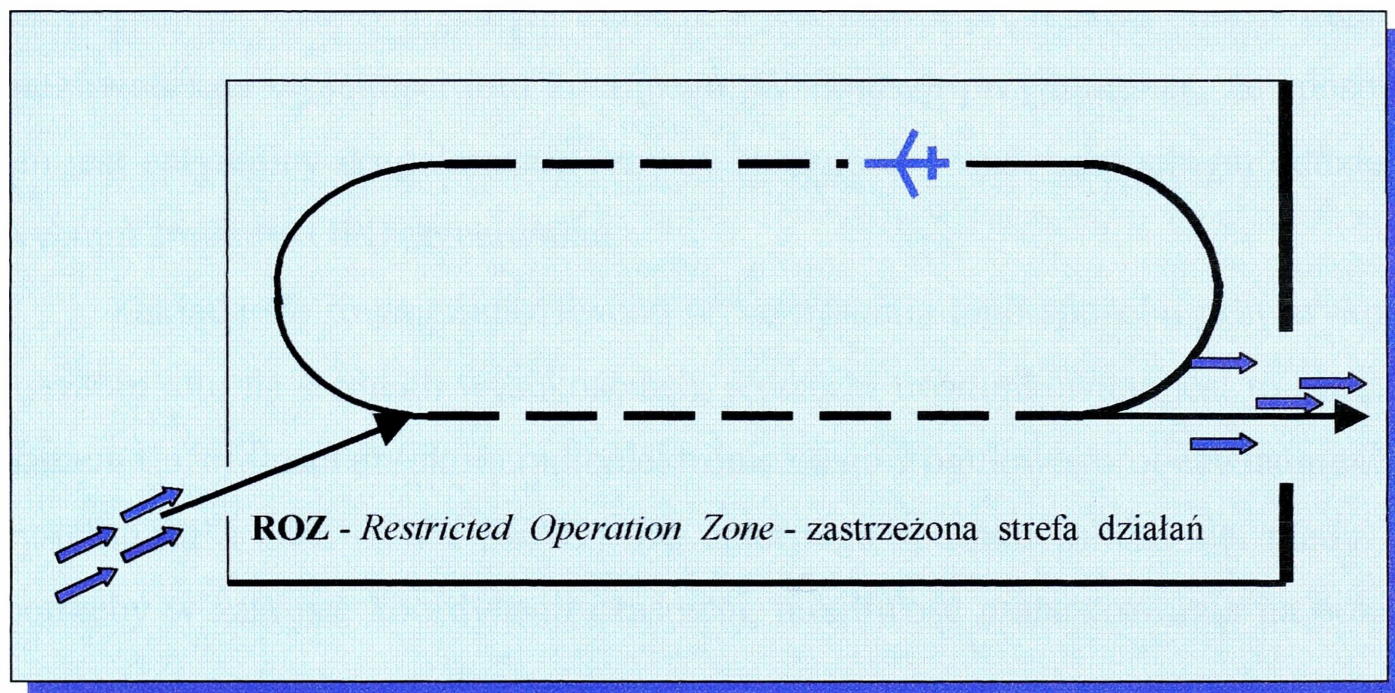 ROZ - Restricted Operation Zone - zastrzeżona strefa działań